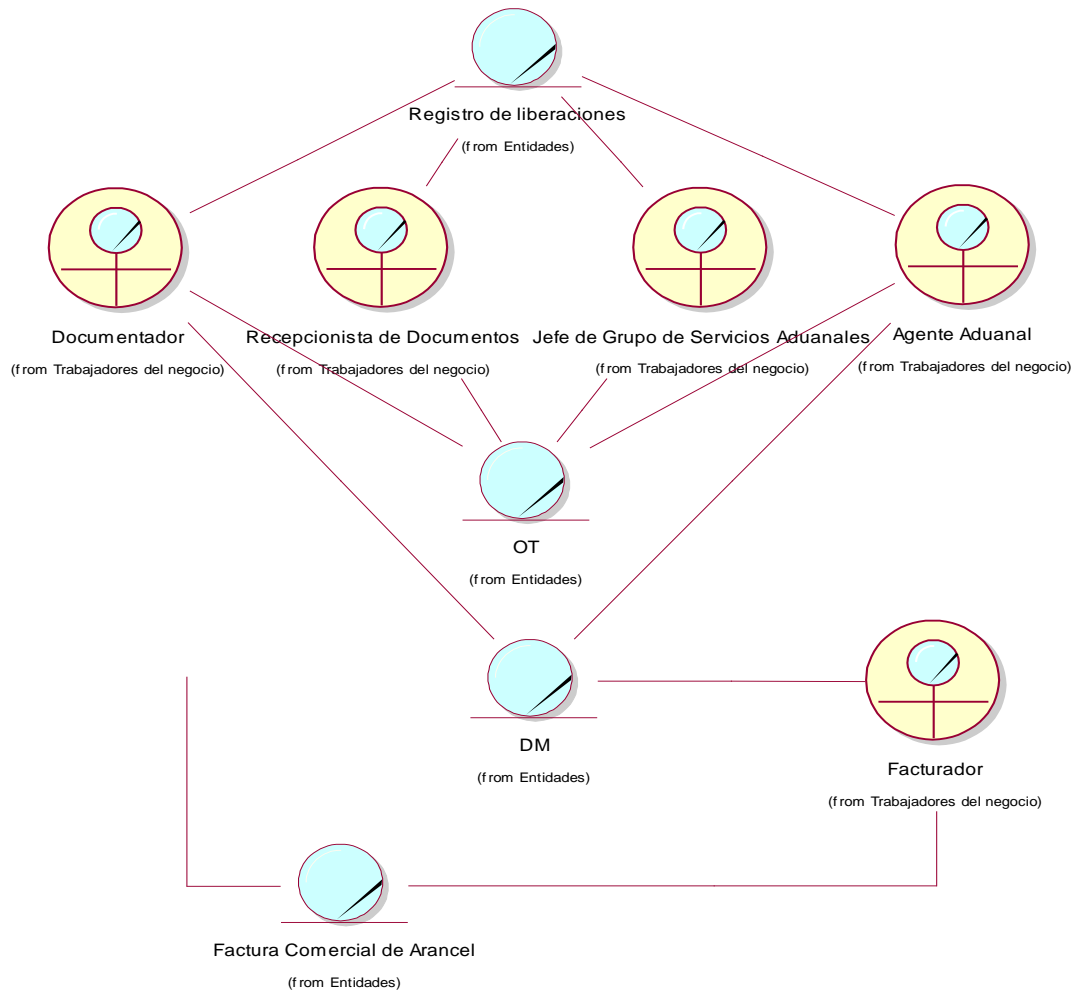 Registro de liberaciones
(from Entidades)
Documentador
(from Trabajadores del negocio)
Recepcionista de Documentos
(from Trabajadores del negocio)
Jefe de Grupo de Servicios Aduanales
(from Trabajadores del negocio)
Agente Aduanal
(from Trabajadores del negocio)
OT
(from Entidades)
DM
(from Entidades)
Facturador
(from Trabajadores del negocio)
Factura Comercial de Arancel
(from Entidades)